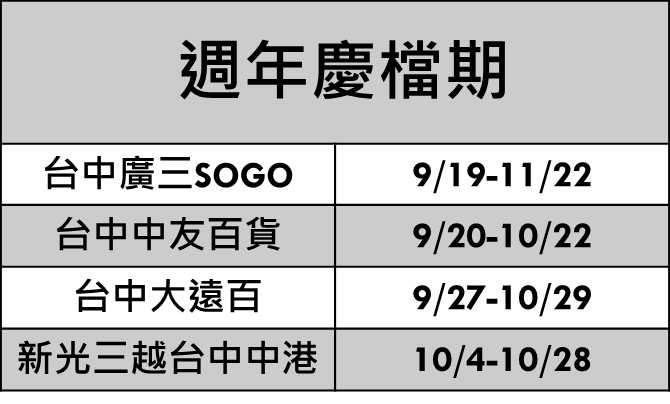 週年慶檔期
台中廣三SOGO 9/19-11/22
台中中友百貨 9/20-10/22
台中大遠百 9/27-10/29
新光三越台中中港 10/4-10/28